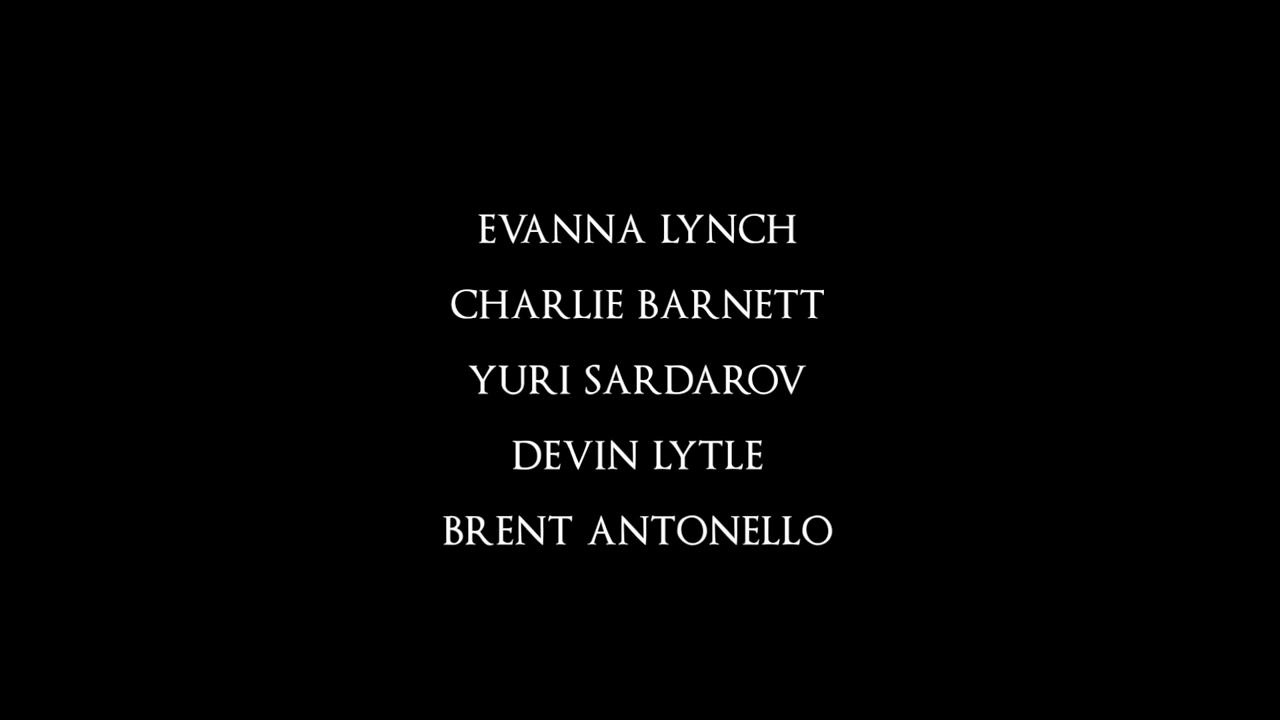 EVANNA LYNCH
CHARLIE BARNETT
YURI SARDAROV
DEVIN LYTLE
BRENT ANTONELLO